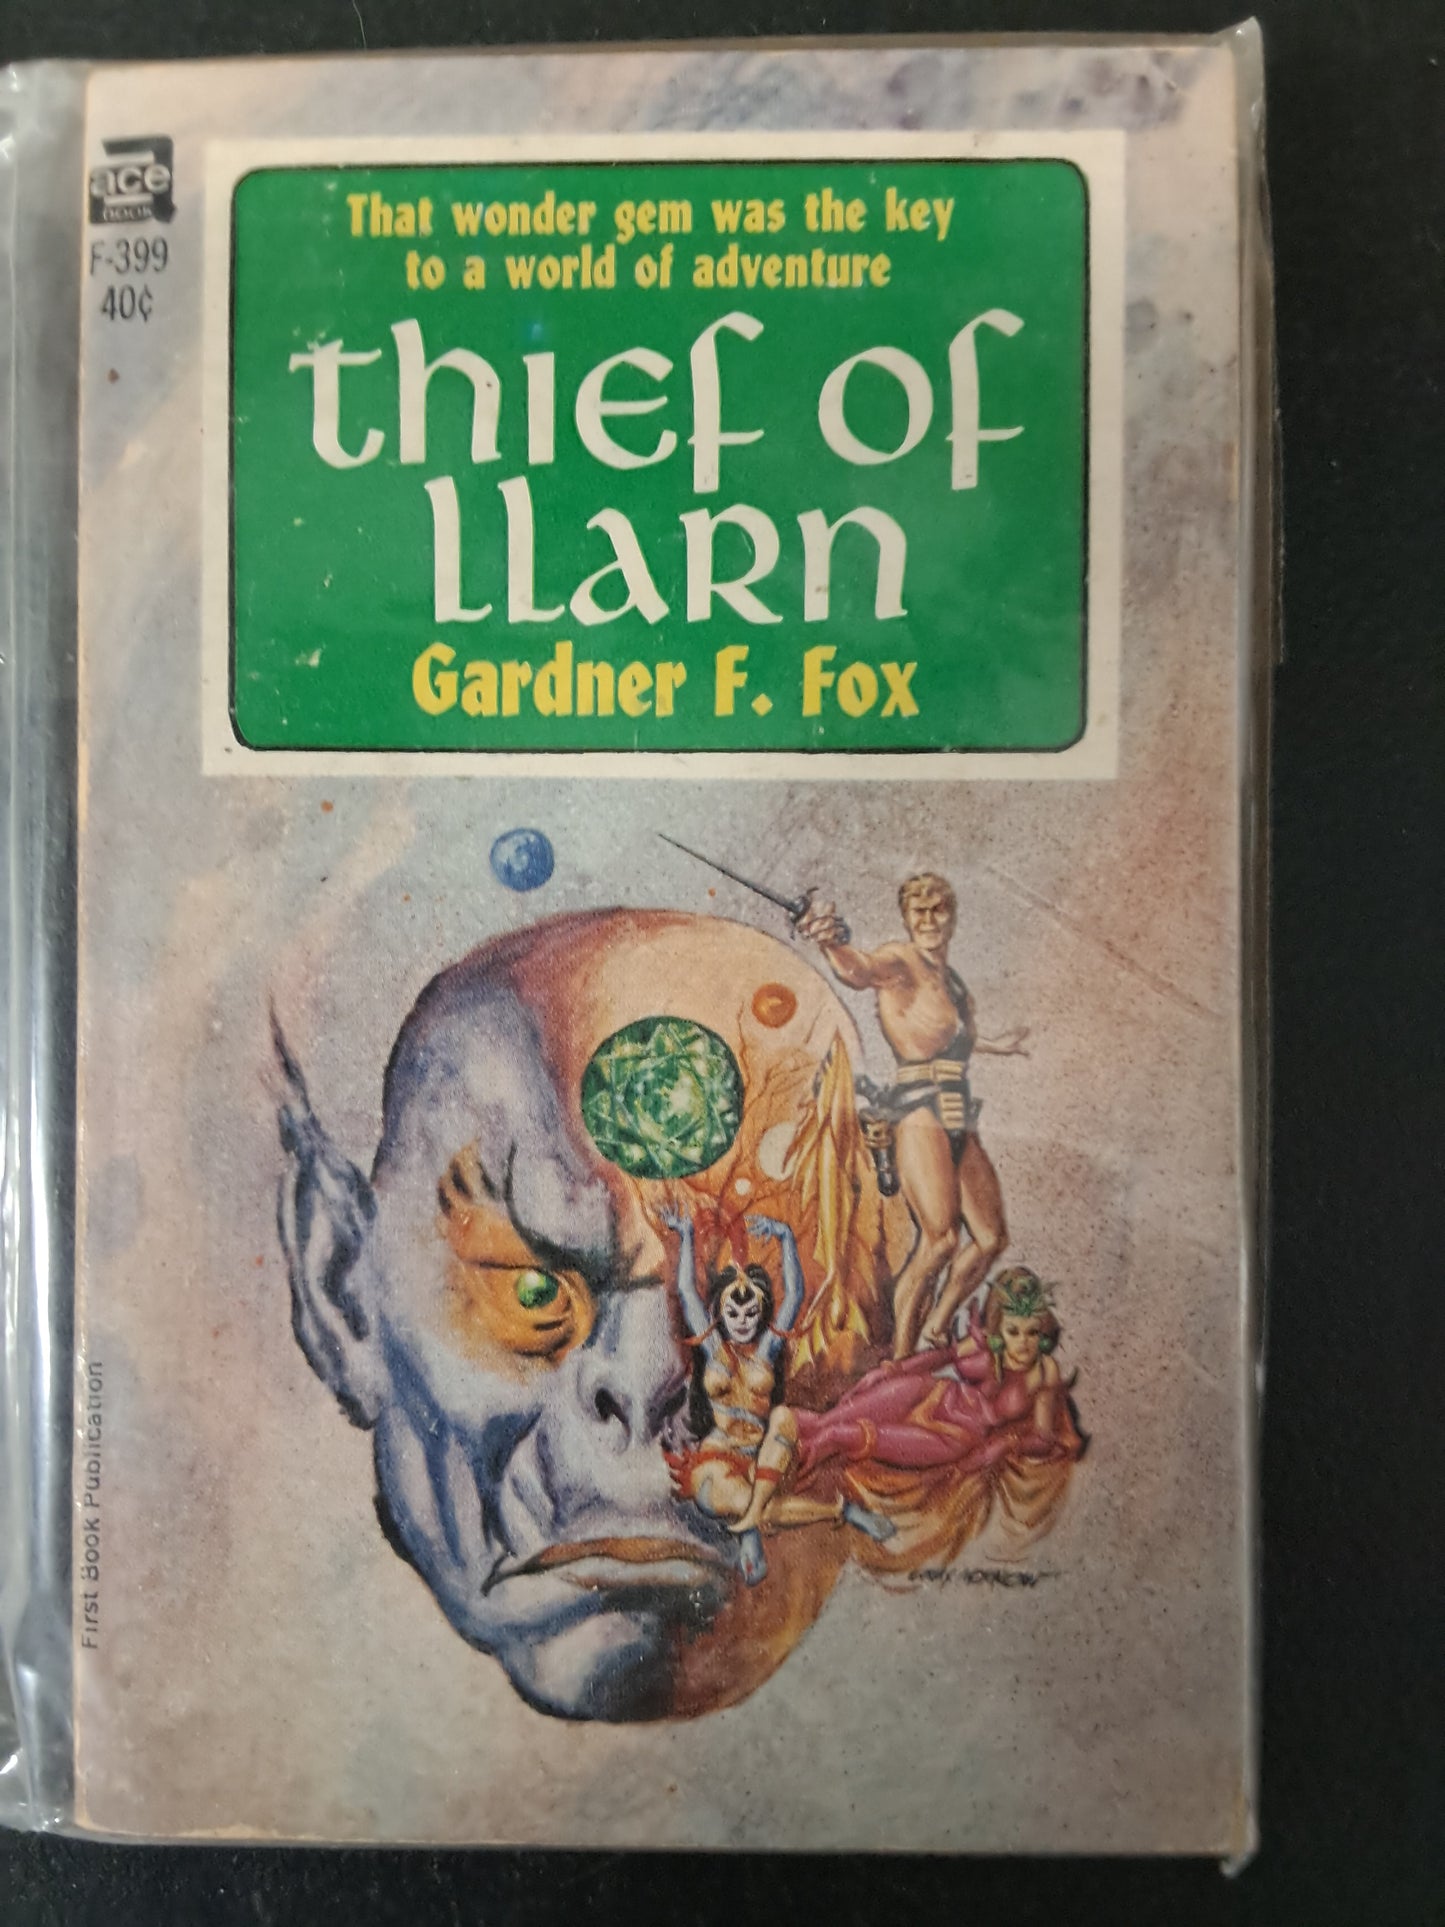 ace
BOOK
F-399
40¢
That wonder gem was the key
to a world of adventure
thief of
llarn
Gardner F. Fox
First Book Publication